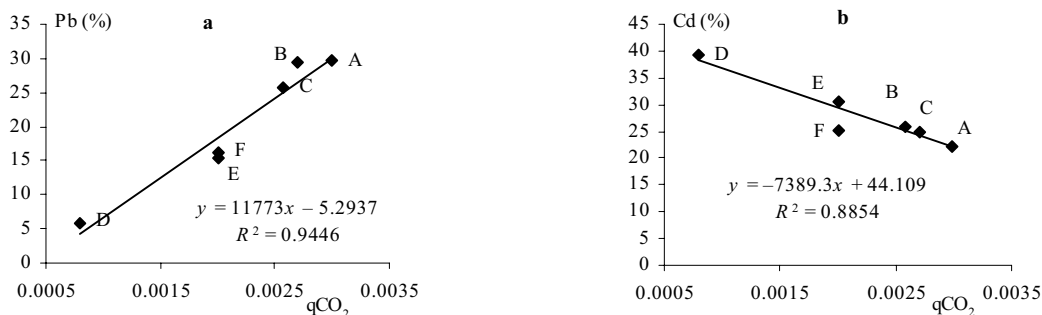 Pb (%)
a
35
30
25
20
15
10
5
0
B
A
C
F
E
D
y = 11773x – 5.2937
R² = 0.9446
0.0005
0.0015
0.0025
0.0035
qCO₂
Cd (%)
b
45
40
35
30
25
20
15
10
5
0
D
E
B
C
F
A
y = –7389.3x + 44.109
R² = 0.8854
0.0005
0.0015
0.0025
0.0035
qCO₂